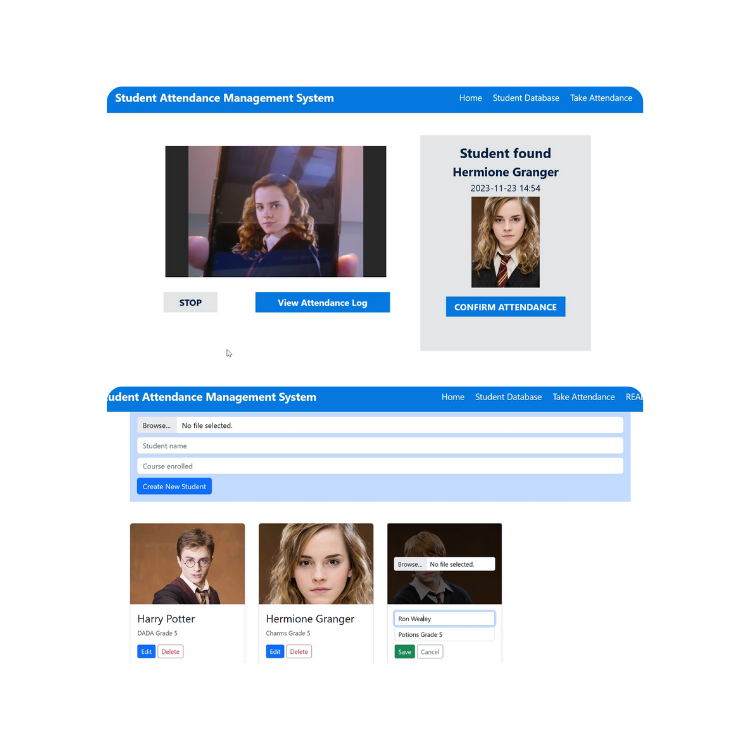 Student Attendance Management System
Home Student Database Take Attendance
Student found
Hermione Granger
2023-11-23 14:54
STOP
View Attendance Log
CONFIRM ATTENDANCE
udent Attendance Management System
Home Student Database Take Attendance REA
Browse... No file selected.
Student name
Course enrolled
Create New Student
Browse... No file selected.
Harry Potter
DADA Grade 5
Edit Delete
Hermione Granger
Charms Grade 5
Edit Delete
Ron Wealey
Potions Grade 5
Save Cancel